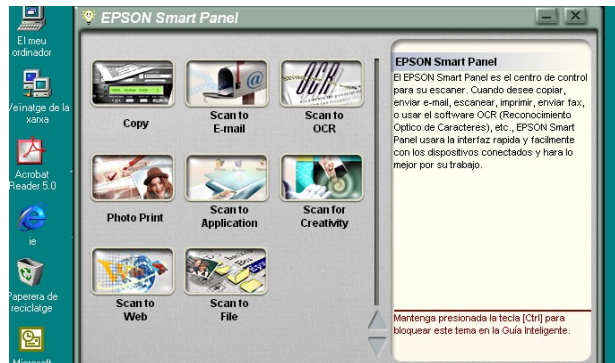 EPSON Smart Panel
El meu
ordinador
Veïnatge de la
xarxa
Acrobat
Reader 5.0
ie
Paperera de
reciclatge
Microsoft
Copy
Scan to
E-mail
@
Scan to
OCR
OCR
Photo Print
Scan to
Application
Scan for
Creativity
Scan to
Web
Scan to
File
EPSON Smart Panel
El EPSON Smart Panel es el centro de control
para su escaner. Cuando desee copiar,
enviar e-mail, escanear, imprimir, enviar fax,
o usar el software OCR (Reconocimiento
Optico de Caracteres), etc., EPSON Smart
Panel usara la interfaz rapida y facilmente
con los dispositivos conectados y hara lo
mejor por su trabajo.
Mantenga presionada la tecla [Ctrl] para
bloquear este tema en la Guía Inteligente.